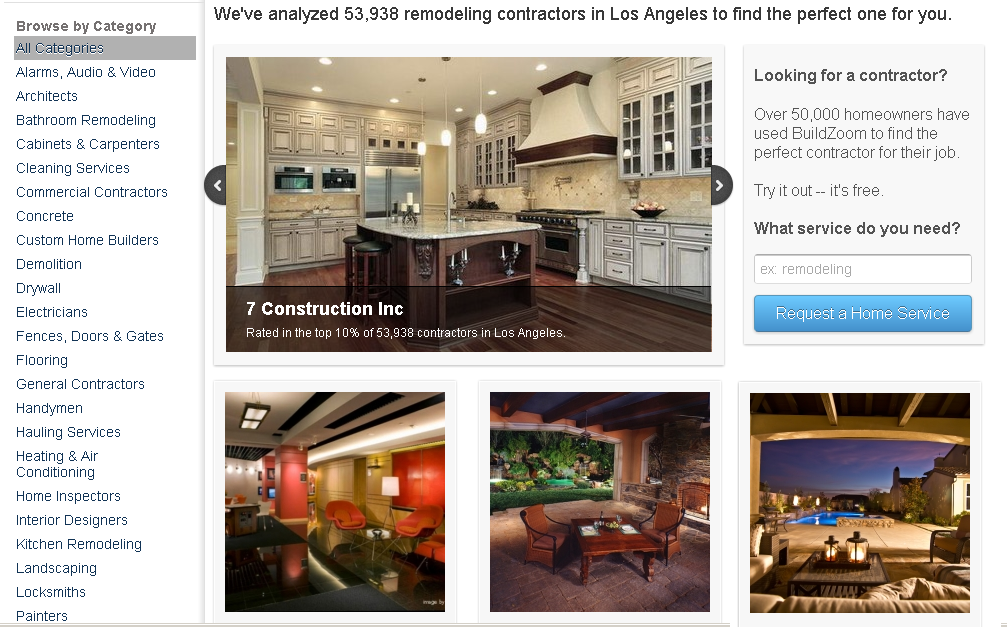 We've analyzed 53,938 remodeling contractors in Los Angeles to find the perfect one for you.
Browse by Category
All Categories
Alarms, Audio & Video
Architects
Bathroom Remodeling
Cabinets & Carpenters
Cleaning Services
Commercial Contractors
Concrete
Custom Home Builders
Demolition
Drywall
Electricians
Fences, Doors & Gates
Flooring
General Contractors
Handymen
Hauling Services
Heating & Air
Conditioning
Home Inspectors
Interior Designers
Kitchen Remodeling
Landscaping
Locksmiths
Painters
7 Construction Inc
Rated in the top 10% of 53,938 contractors in Los Angeles.
Looking for a contractor?
Over 50,000 homeowners have
used BuildZoom to find the
perfect contractor for their job.
Try it out -- it's free.
What service do you need?
ex: remodeling
Request a Home Service
image by